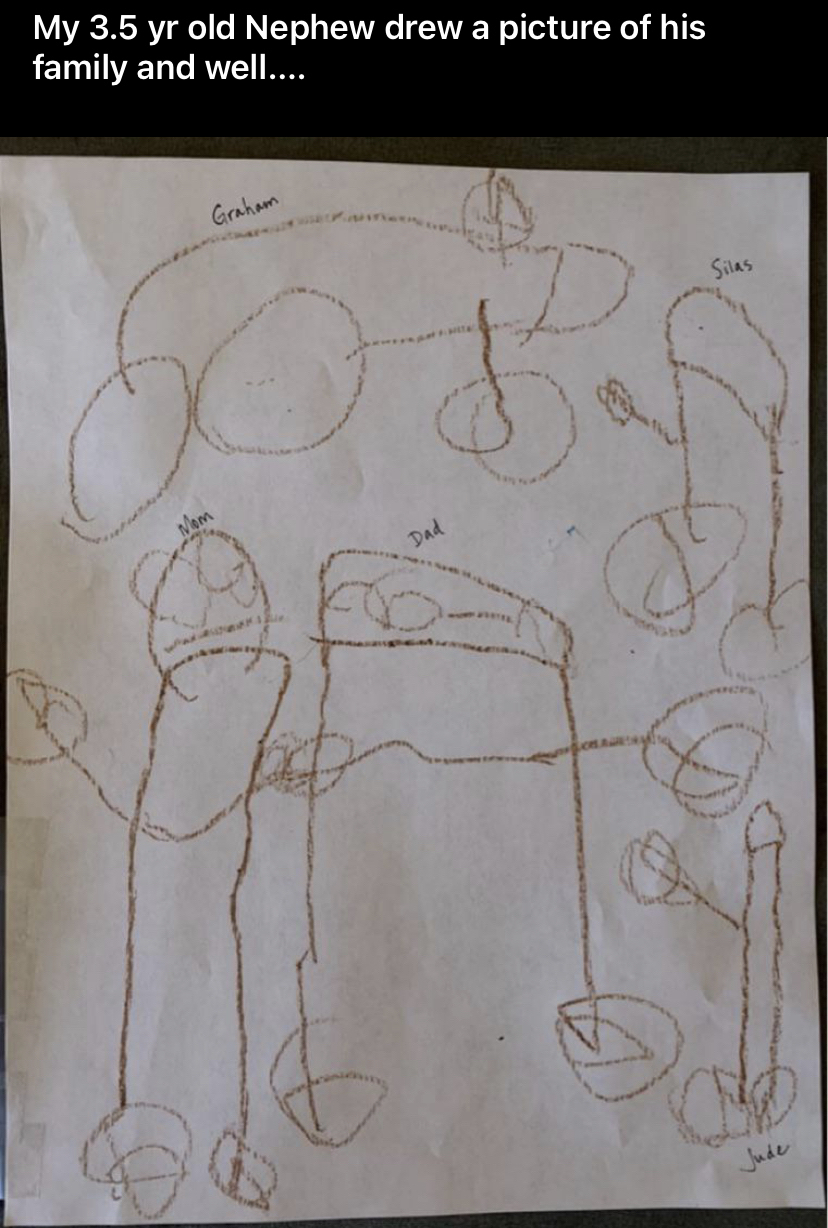 My 3.5 yr old Nephew drew a picture of his
family and well....
Graham
Silas
Mom
Dad
Jude